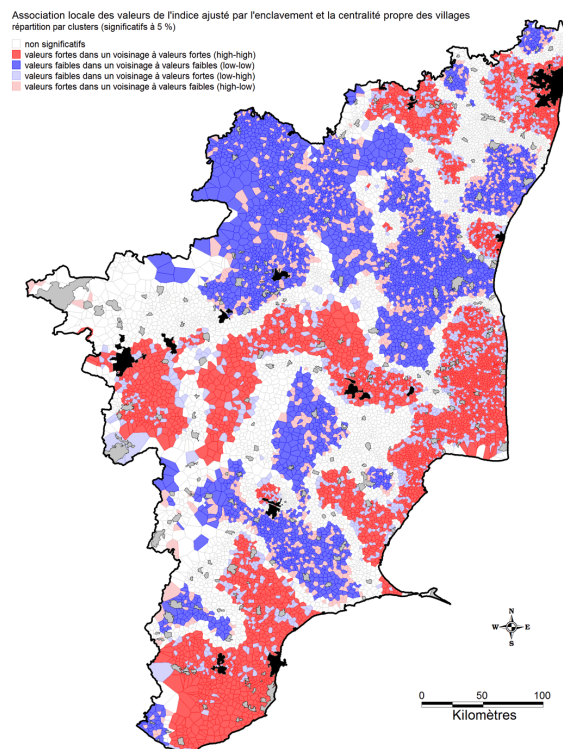 Association locale des valeurs de l'indice ajusté par l'enclavement et la centralité propre des villages
répartition par clusters (significatifs à 5 %)
non significatifs
valeurs fortes dans un voisinage à valeurs fortes (high-high)
valeurs faibles dans un voisinage à valeurs faibles (low-low)
valeurs faibles dans un voisinage à valeurs fortes (low-high)
valeurs fortes dans un voisinage à valeurs faibles (high-low)
N
W E
S
0 50 100
Kilomètres